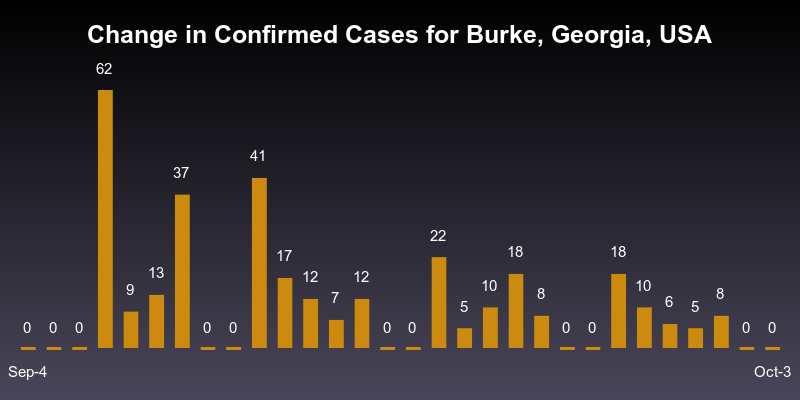 Change in Confirmed Cases for Burke, Georgia, USA
0 0 0 62 9 13 37 0 0 41 17 12 7 12 0 0 22 5 10 18 8 0 0 18 10 6 5 8 0 0
Sep-4 Oct-3